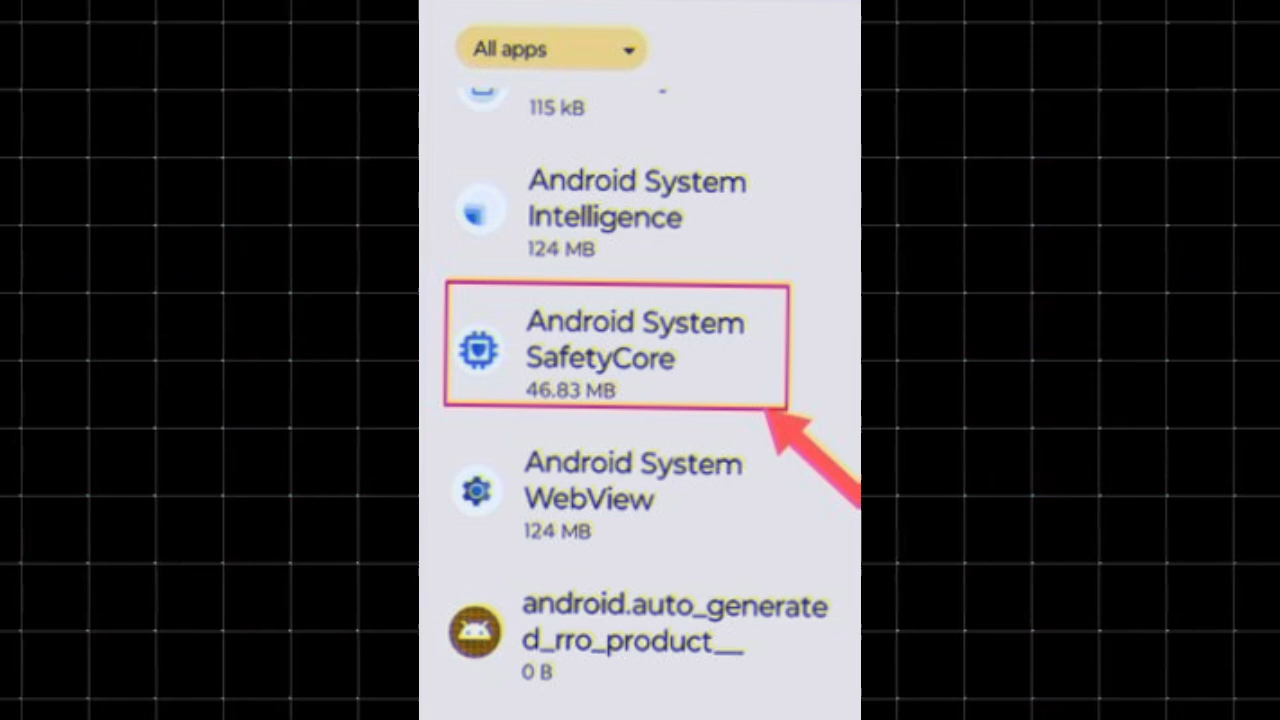 All apps
115 kB
Android System
Intelligence
124 MB
Android System
SafetyCore
46.83 MB
Android System
WebView
124 MB
android.auto_generate
d_rro_product__
0 B